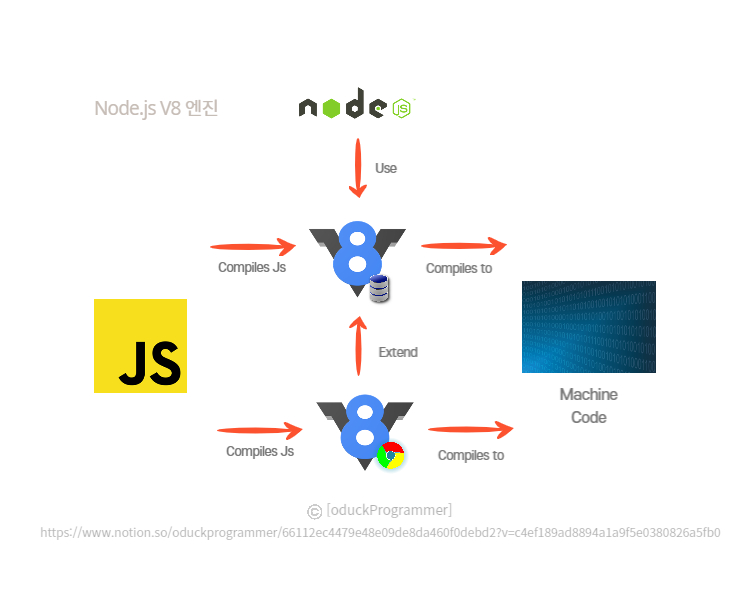 Node.js V8 엔진
node
JS
Use
8
Compiles Js
Compiles to
JS
Extend
Machine
Code
8
Compiles Js
Compiles to
© [oduckProgrammer]
https://www.notion.so/oduckprogrammer/66112ec4479e48e09de8da460f0debd2?v=c4ef189ad8894a1a9f5e0380826a5fb0